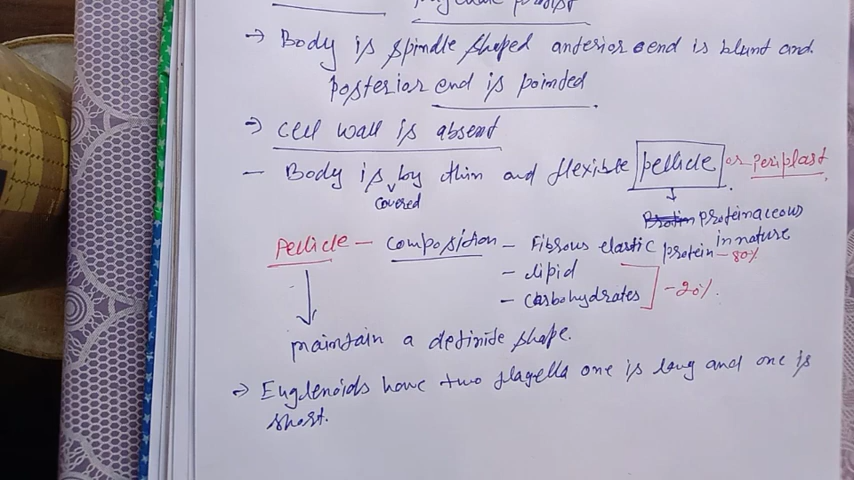 → Body is spindle shaped anterior end is blunt and
posterior end is pointed.
→ Cell wall is absent
- Body is by thin and flexible pellicle or periplast.
covered
proteinaceous
in nature
Pellicle - Composition - Fibrous elastic protein - 80%
- lipid
- Carbohydrates
- 20%.
maintain a definite shape.
→ Euglenoids have two flagella one is long and one is
short.